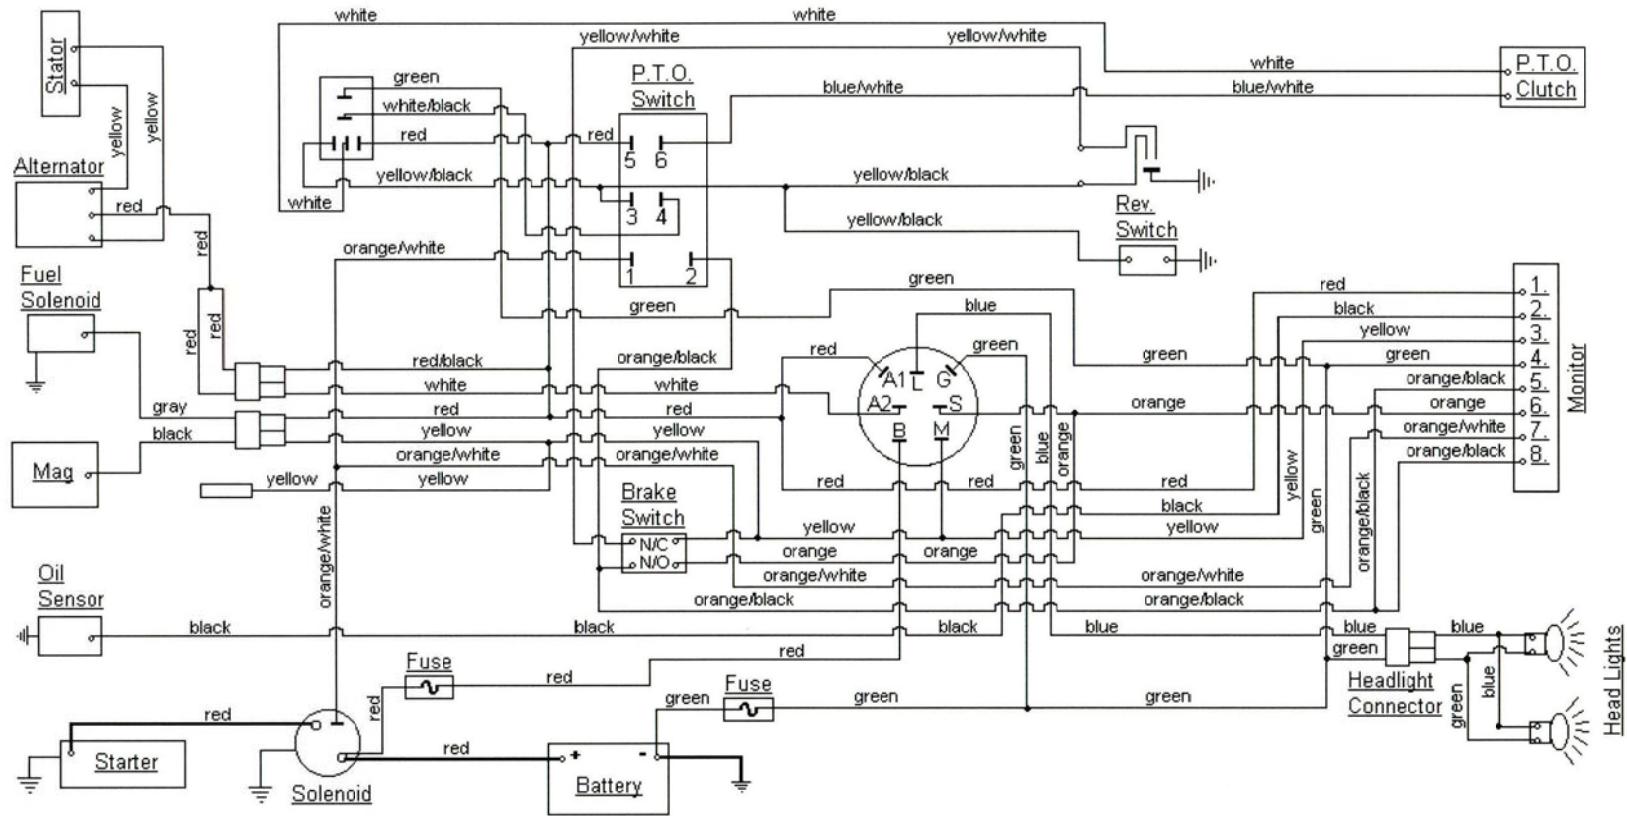 white
white
yellow/white
yellow/white
Stator
yellow
yellow
green
white/black
red
P.T.O.
Switch
red
5
6
3
4
1
2
blue/white
blue/white
white
P.T.O.
Clutch
Alternator
red
red
yellow/black
yellow/black
yellow/black
white
Rev.
Switch
orange/white
Fuel
Solenoid
red
red
green
green
blue
green
red
orange/black
A1
L
G
A2
S
B
M
red
black
yellow
green
green
orange/black
orange
orange
orange/white
orange/black
1.
2.
3.
4.
5.
6.
7.
8.
Monitor
red/black
white
white
gray
red
red
black
yellow
yellow
orange/white
orange/white
Mag
yellow
yellow
green
blue
orange
red
red
red
black
yellow
green
orange/black
Brake
Switch
N/C
N/O
yellow
yellow
orange
orange
orange/white
orange/white
orange/white
orange/black
orange/black
Oil
Sensor
black
black
black
blue
blue
blue
green
Headlight
Connector
green
blue
Head Lights
red
Fuse
red
red
Fuse
green
green
green
red
Starter
Solenoid
red
+
-
Battery